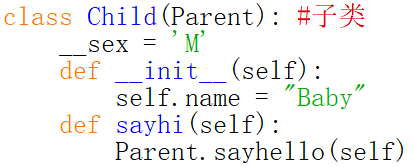 class Child(Parent): #子类
    __sex = 'M'
    def __init__(self):
        self.name = "Baby"
    def sayhi(self):
        Parent.sayhello(self)